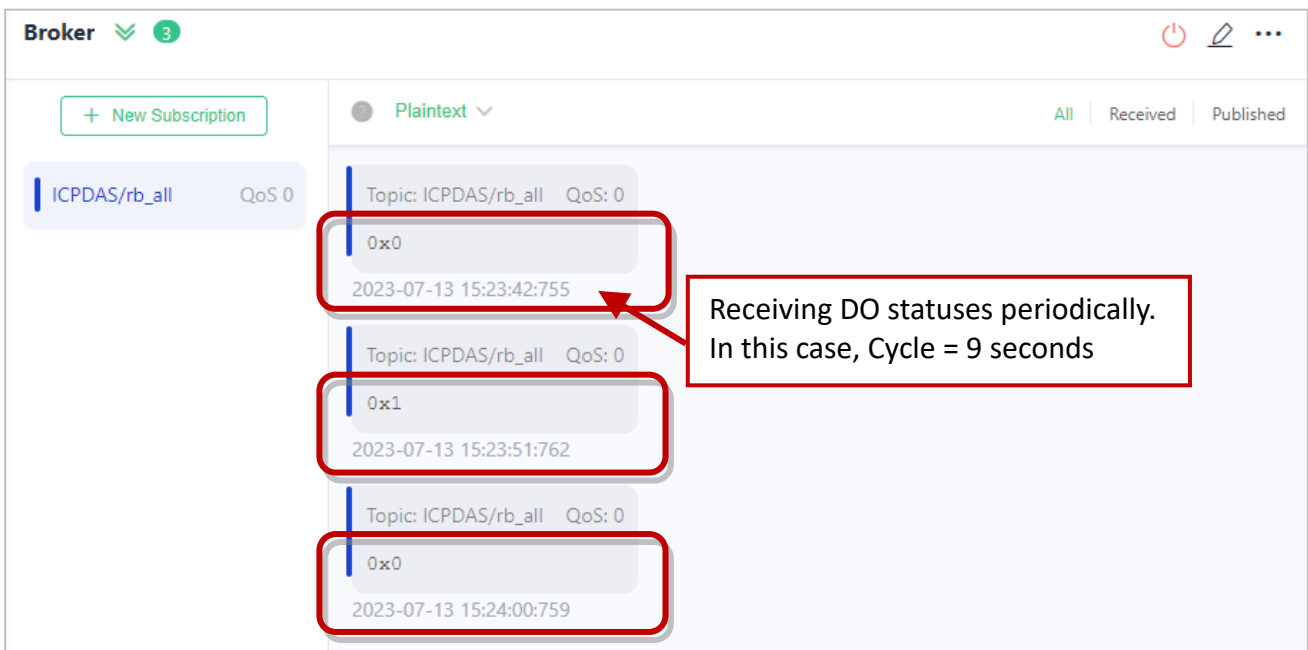 Broker 3
+ New Subscription
? Plaintext
All Received Published
ICPDAS/rb_all QoS 0
Topic: ICPDAS/rb_all QoS: 0
0x0
2023-07-13 15:23:42:755
Receiving DO statuses periodically.
In this case, Cycle = 9 seconds
Topic: ICPDAS/rb_all QoS: 0
0x1
2023-07-13 15:23:51:762
Topic: ICPDAS/rb_all QoS: 0
0x0
2023-07-13 15:24:00:759